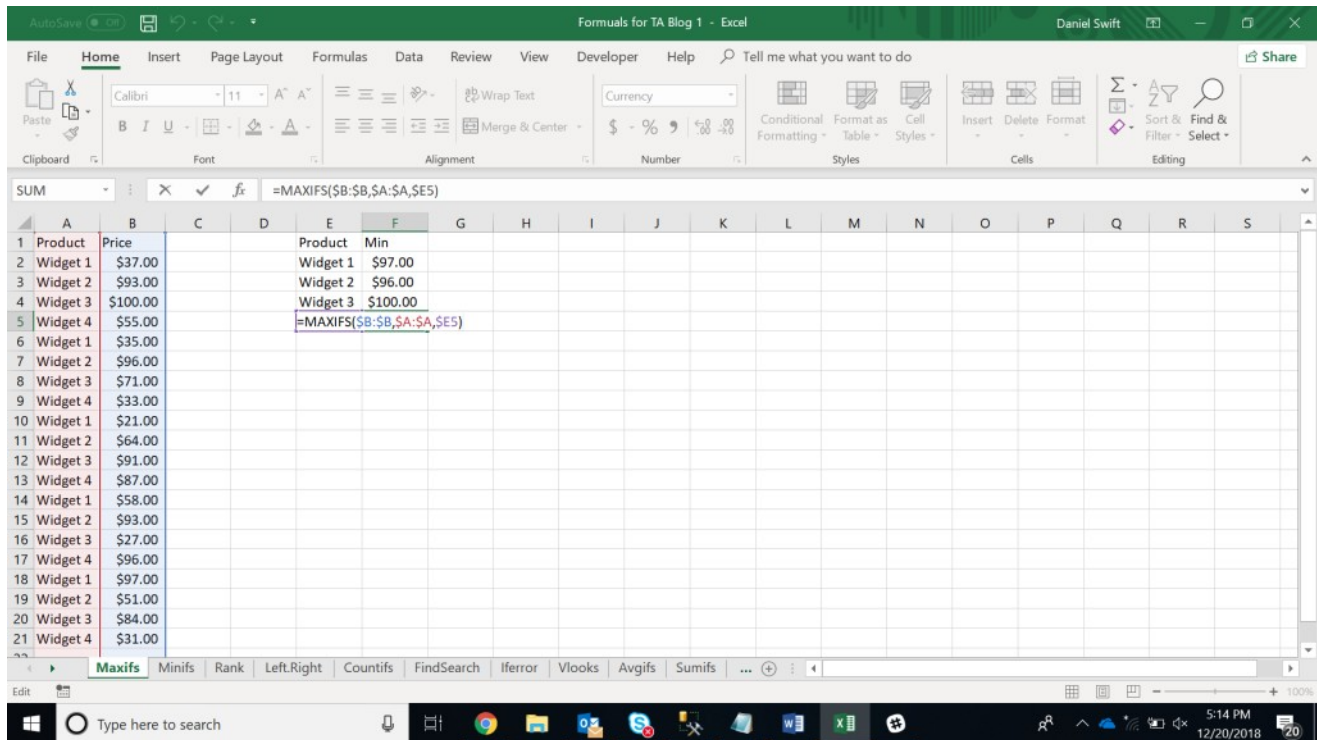 AutoSave Off Formuals for TA Blog 1 - Excel Daniel Swift
File Home Insert Page Layout Formulas Data Review View Developer Help Tell me what you want to do Share
Paste Calibri 11 A A Wrap Text Currency Conditional Formatting Format as Table Cell Styles Insert Delete Format Sort & Filter Find & Select
B I U A Merge & Center $ % 9
Clipboard Font Alignment Number Styles Cells Editing
SUM fx =MAXIFS($B:$B,$A:$A,$E5)
A B C D E F G H I J K L M N O P Q R S
1 Product Price Product Min
2 Widget 1 $37.00 Widget 1 $97.00
3 Widget 2 $93.00 Widget 2 $96.00
4 Widget 3 $100.00 Widget 3 $100.00
5 Widget 4 $55.00 =MAXIFS($B:$B,$A:$A,$E5)
6 Widget 1 $35.00
7 Widget 2 $96.00
8 Widget 3 $71.00
9 Widget 4 $33.00
10 Widget 1 $21.00
11 Widget 2 $64.00
12 Widget 3 $91.00
13 Widget 4 $87.00
14 Widget 1 $58.00
15 Widget 2 $93.00
16 Widget 3 $27.00
17 Widget 4 $96.00
18 Widget 1 $97.00
19 Widget 2 $51.00
20 Widget 3 $84.00
21 Widget 4 $31.00
Maxifs Minifs Rank Left.Right Countifs FindSearch Iferror Vlooks Avgifs Sumifs ...
Edit 100%
Type here to search 5:14 PM
12/20/2018 20